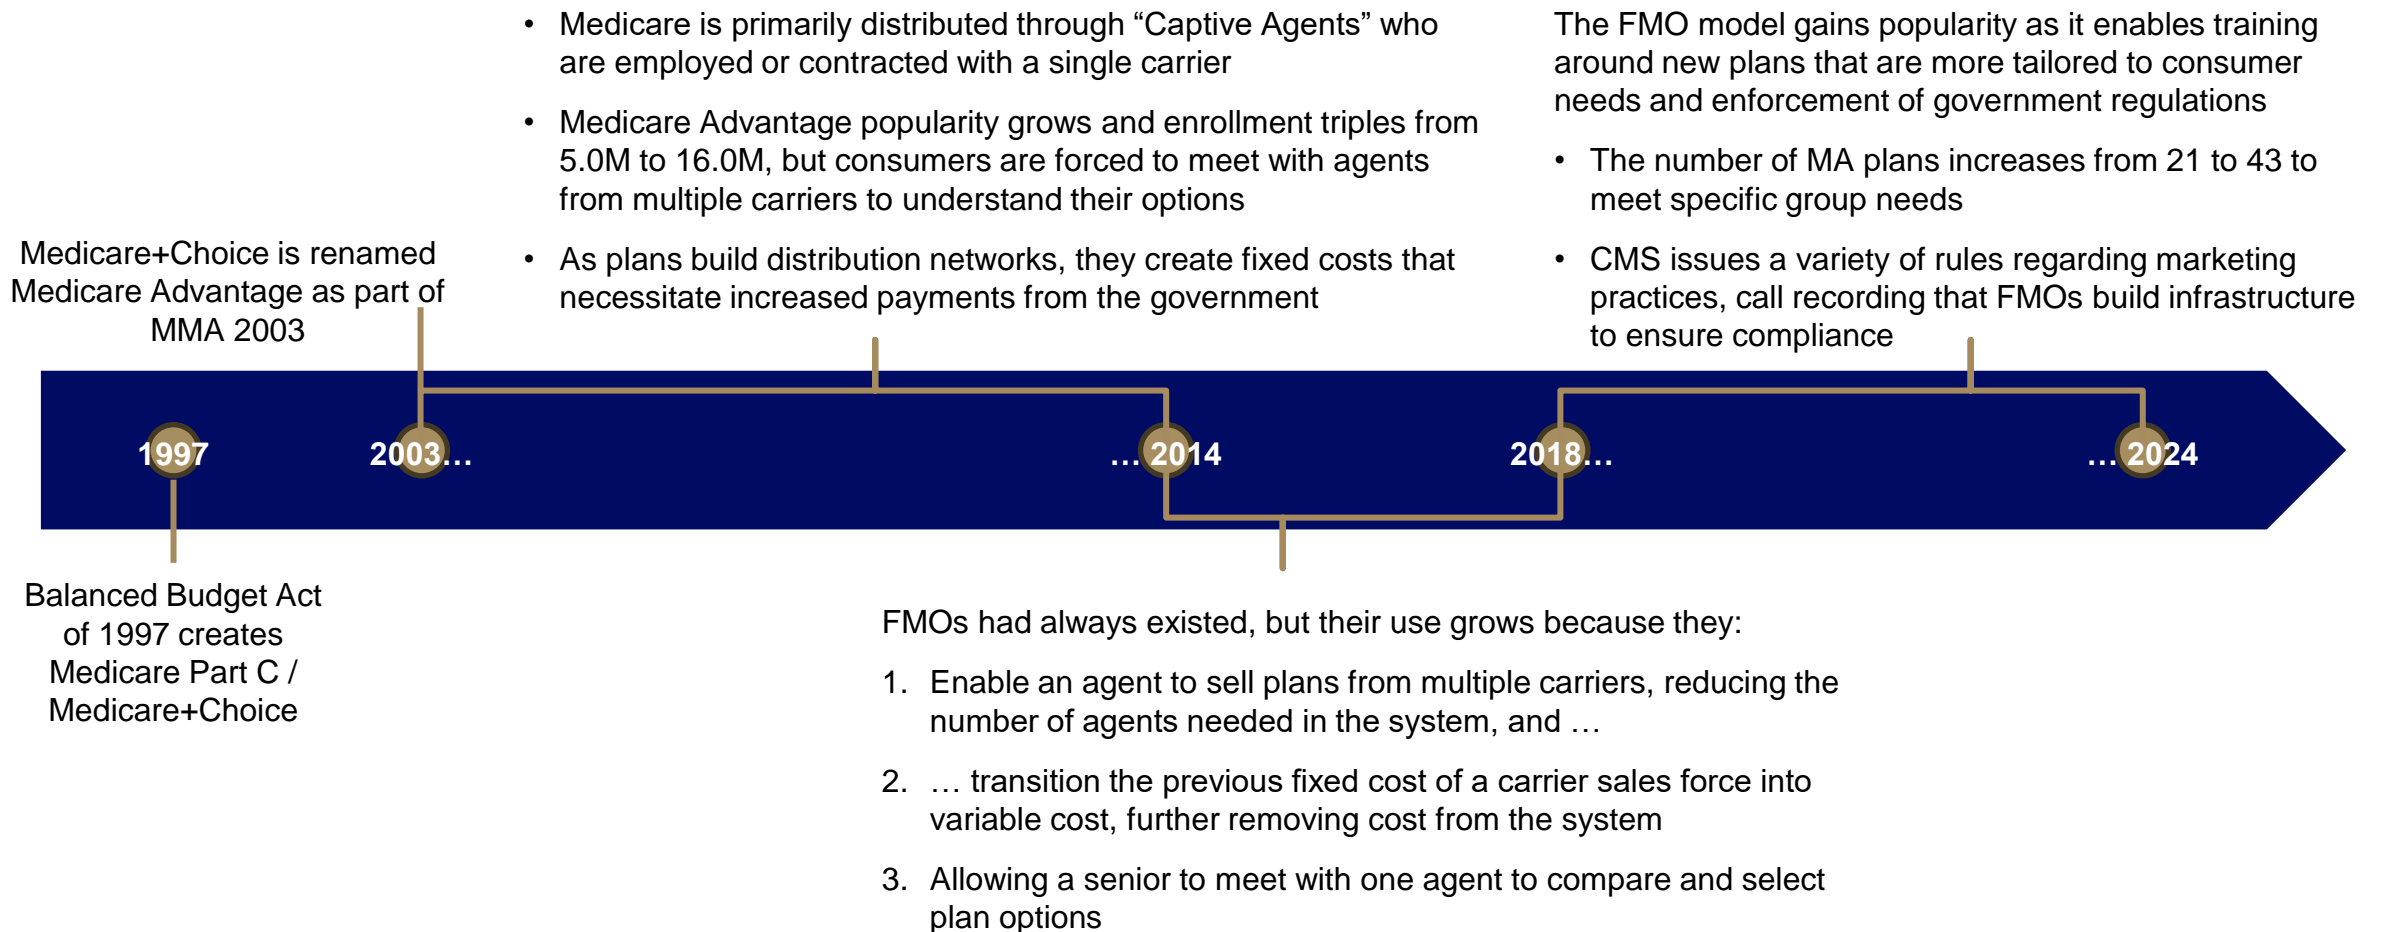 • Medicare is primarily distributed through “Captive Agents” who
are employed or contracted with a single carrier
• Medicare Advantage popularity grows and enrollment triples from
5.0M to 16.0M, but consumers are forced to meet with agents
from multiple carriers to understand their options
• As plans build distribution networks, they create fixed costs that
necessitate increased payments from the government
The FMO model gains popularity as it enables training
around new plans that are more tailored to consumer
needs and enforcement of government regulations
• The number of MA plans increases from 21 to 43 to
meet specific group needs
• CMS issues a variety of rules regarding marketing
practices, call recording that FMOs build infrastructure
to ensure compliance
Medicare+Choice is renamed
Medicare Advantage as part of
MMA 2003
1997
2003…
… 2014
2018…
… 2024
Balanced Budget Act
of 1997 creates
Medicare Part C /
Medicare+Choice
FMOs had always existed, but their use grows because they:
1. Enable an agent to sell plans from multiple carriers, reducing the
number of agents needed in the system, and …
2. … transition the previous fixed cost of a carrier sales force into
variable cost, further removing cost from the system
3. Allowing a senior to meet with one agent to compare and select
plan options